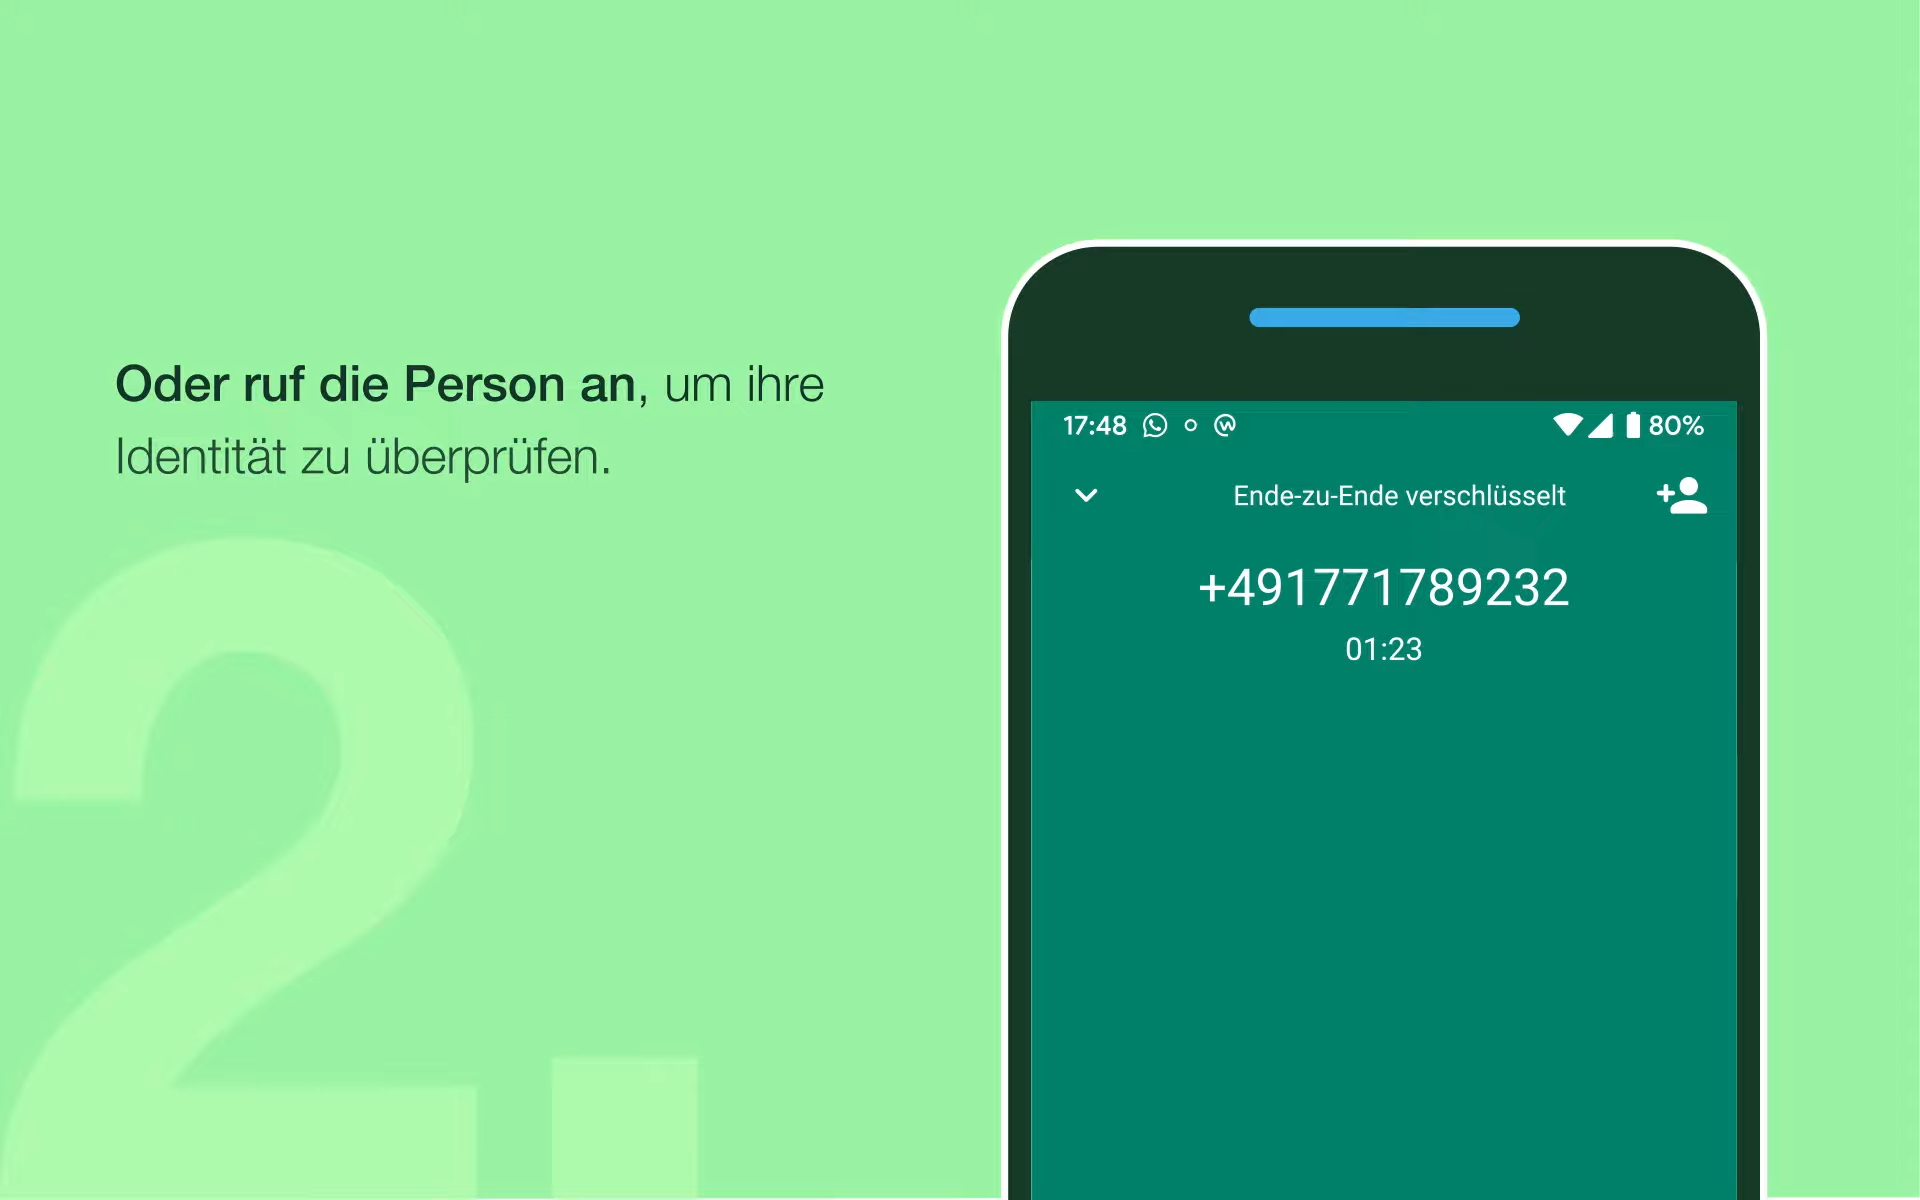 Oder ruf die Person an, um ihre
Identität zu überprüfen.
2.
17:48 80%
Ende-zu-Ende verschlüsselt
+491771789232
01:23